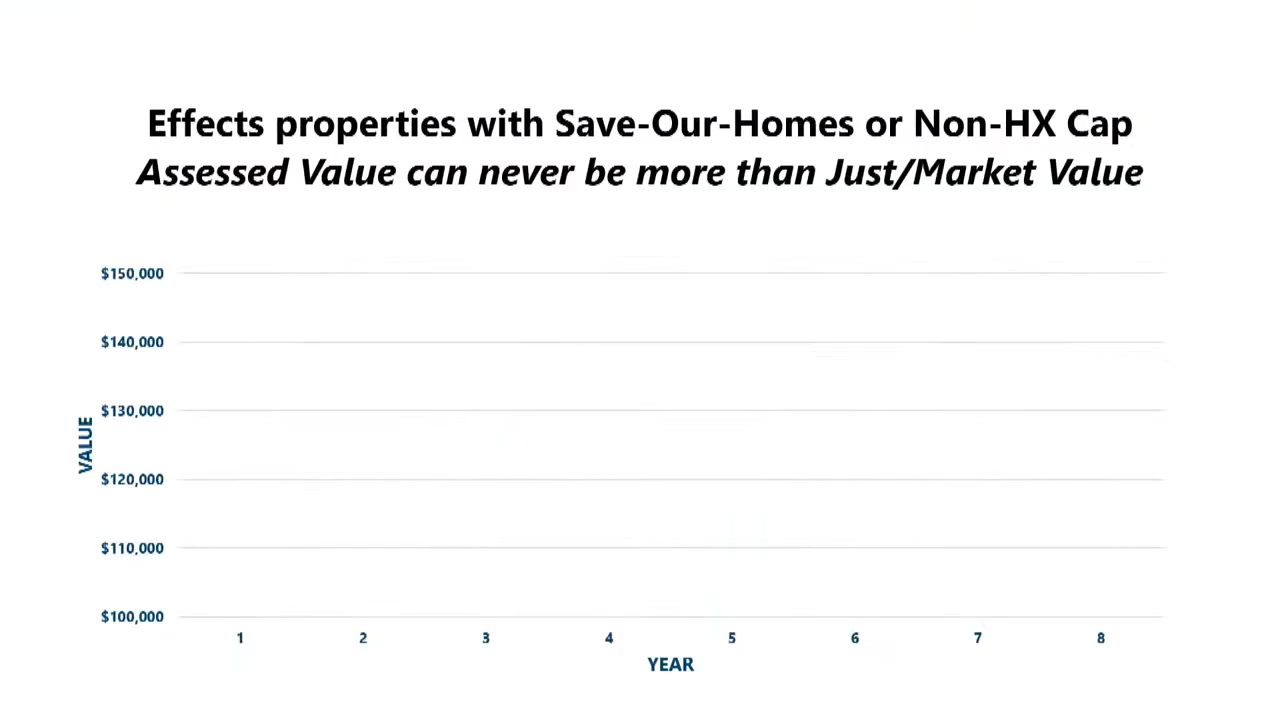 Effects properties with Save-Our-Homes or Non-HX Cap
Assessed Value can never be more than Just/Market Value
$150,000
$140,000
$130,000
$120,000
$110,000
$100,000
VALUE
1 2 3 4 5 6 7 8
YEAR